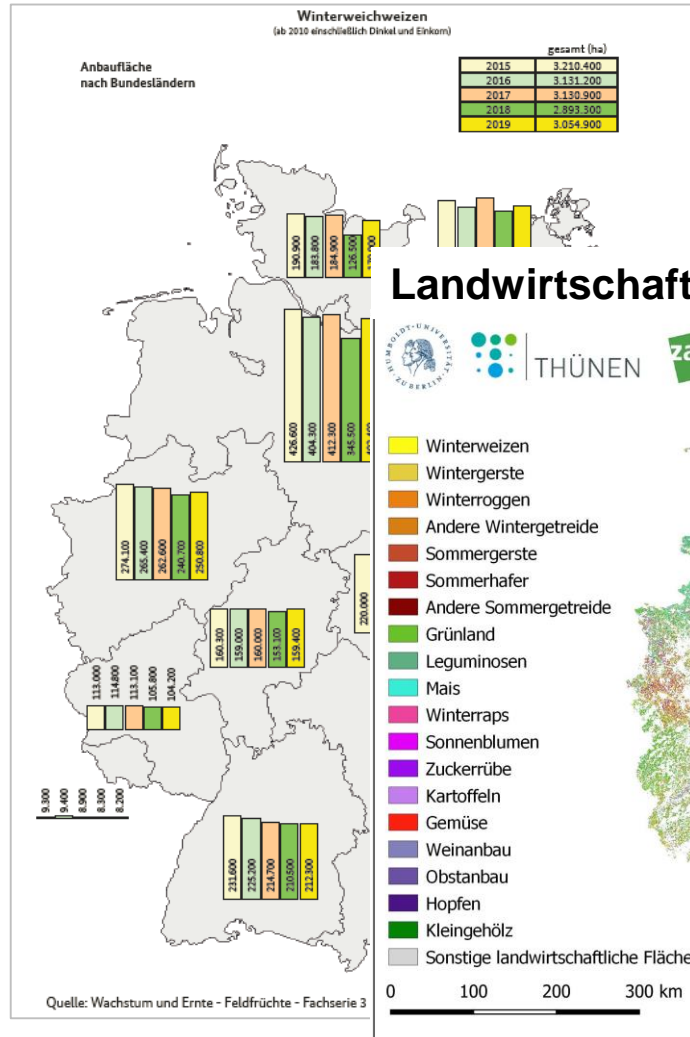 Winterweichweizen
(ab 2010 einschließlich Dinkel und Einkorn)
Anbaufläche
nach Bundesländern
gesamt (ha)
2015 3.210.400
2016 3.131.200
2017 3.130.900
2018 2.893.300
2019 3.054.900
190.900
183.800
184.900
126.500
426.600
404.300
412.300
345.500
274.100
265.400
262.600
240.700
250.800
220.000
160.300
159.000
160.000
153.100
159.400
113.000
114.800
113.100
105.800
104.200
9.300
9.400
8.900
8.300
8.200
231.600
225.200
214.700
210.500
212.300
Quelle: Wachstum und Ernte - Feldfrüchte - Fachserie 3
Landwirtschaft
HUMBOLDT-UNIVERSITÄT
ZU BERLIN
THÜNEN
za
Winterweizen
Wintergerste
Winterroggen
Andere Wintergetreide
Sommergerste
Sommerhafer
Andere Sommergetreide
Grünland
Leguminosen
Mais
Winterraps
Sonnenblumen
Zuckerrübe
Kartoffeln
Gemüse
Weinanbau
Obstanbau
Hopfen
Kleingehölz
Sonstige landwirtschaftliche Fläche
0 100 200 300 km